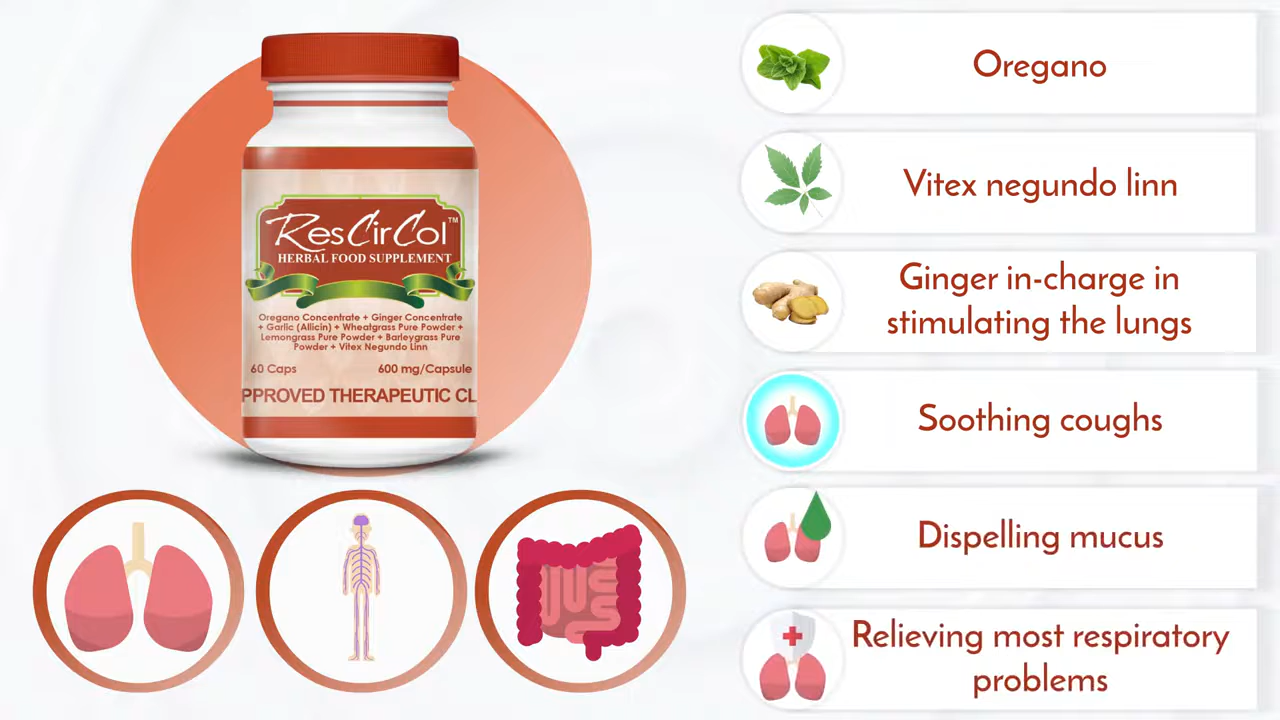 ResCirCol™
HERBAL FOOD SUPPLEMENT
Oregano Concentrate + Ginger Concentrate
+ Garlic (Allicin) + Wheatgrass Pure Powder +
Lemongrass Pure Powder + Barleygrass Pure
Powder + Vitex Negundo Linn
60 Caps 600 mg/Capsule
PPROVED THERAPEUTIC CL
Oregano
Vitex negundo linn
Ginger in-charge in
stimulating the lungs
Soothing coughs
Dispelling mucus
Relieving most respiratory
problems